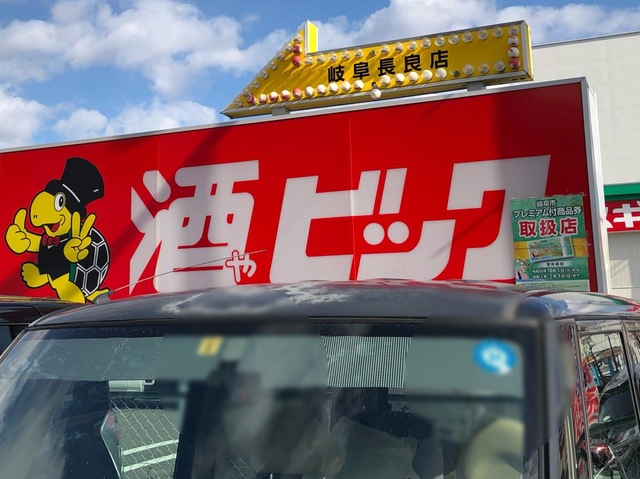 岐阜長良店
酒やビック
岐阜市
プレミアム付商品券
取扱店